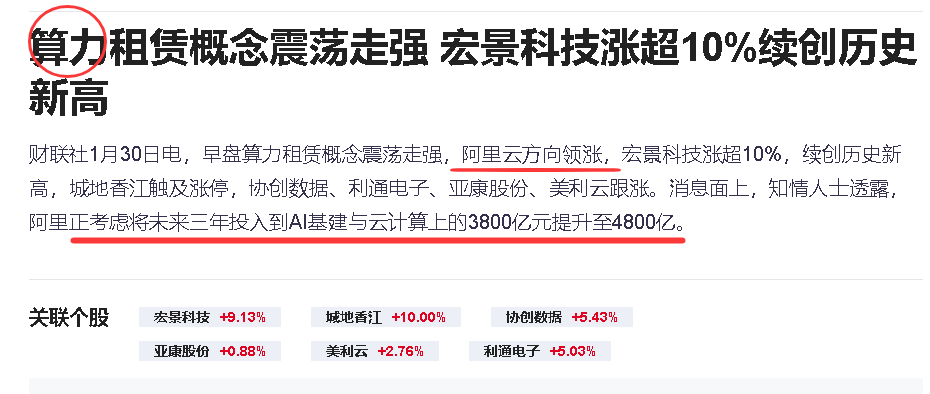 算力租赁概念震荡走强 宏景科技涨超10%续创历史
新高
财联社1月30日电，早盘算力租赁概念震荡走强，阿里云方向领涨，宏景科技涨超10%，续创历史新
高，城地香江触及涨停，协创数据、利通电子、亚康股份、美利云跟涨。消息面上，知情人士透露，
阿里正考虑将未来三年投入到AI基建与云计算上的3800亿元提升至4800亿。
关联个股 宏景科技 +9.13% 城地香江 +10.00% 协创数据 +5.43%
亚康股份 +0.88% 美利云 +2.76% 利通电子 +5.03%